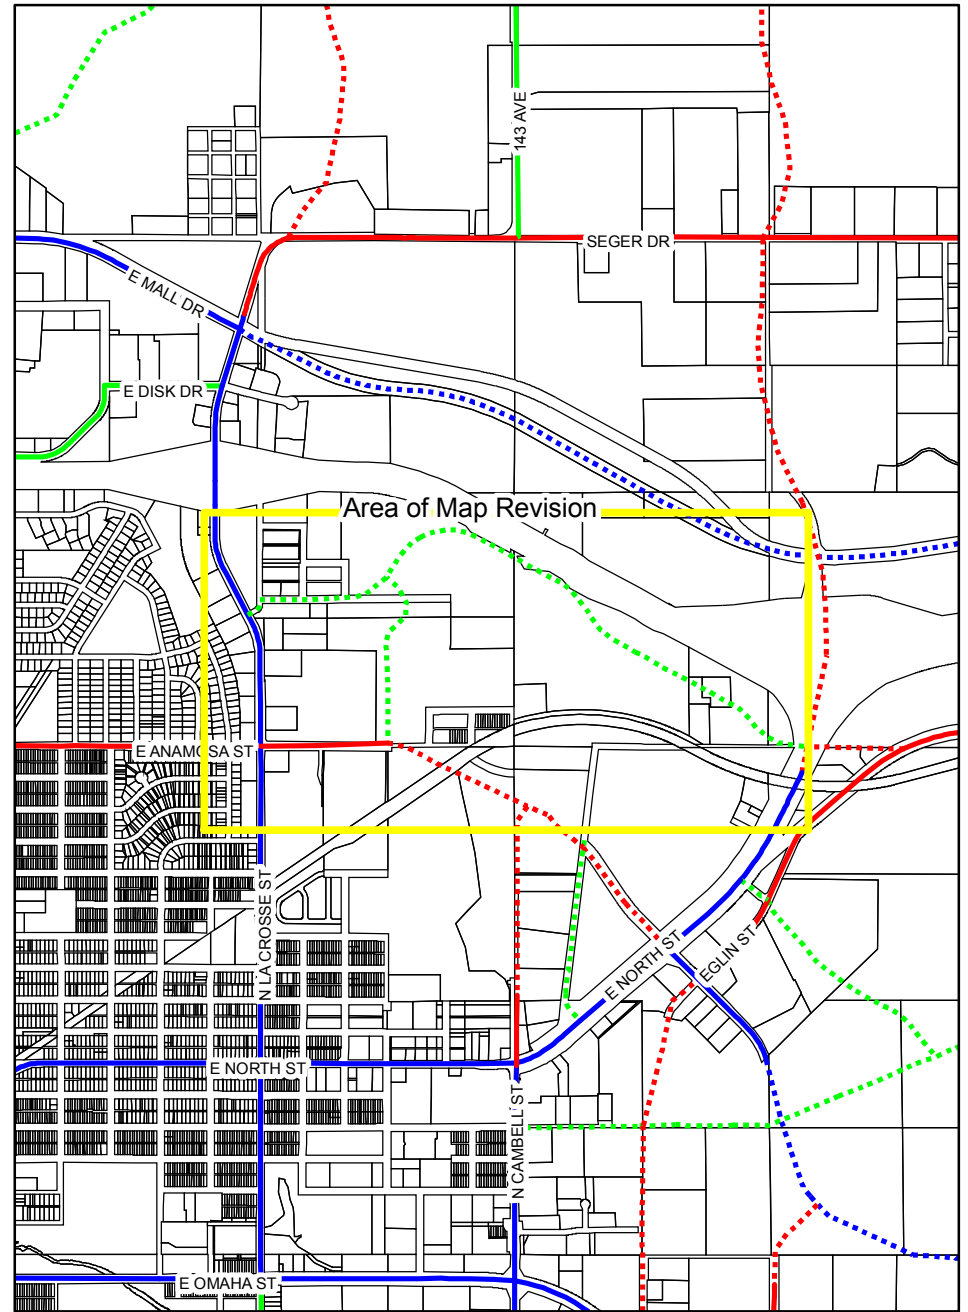 143 AVE
SEGER DR
E MALL DR
E DISK DR
Area of Map Revision
E ANAMOSA ST
N LA CROSSE ST
E NORTH ST
EGLIN ST
E NORTH ST
N CAMBELL ST
E OMAHA ST